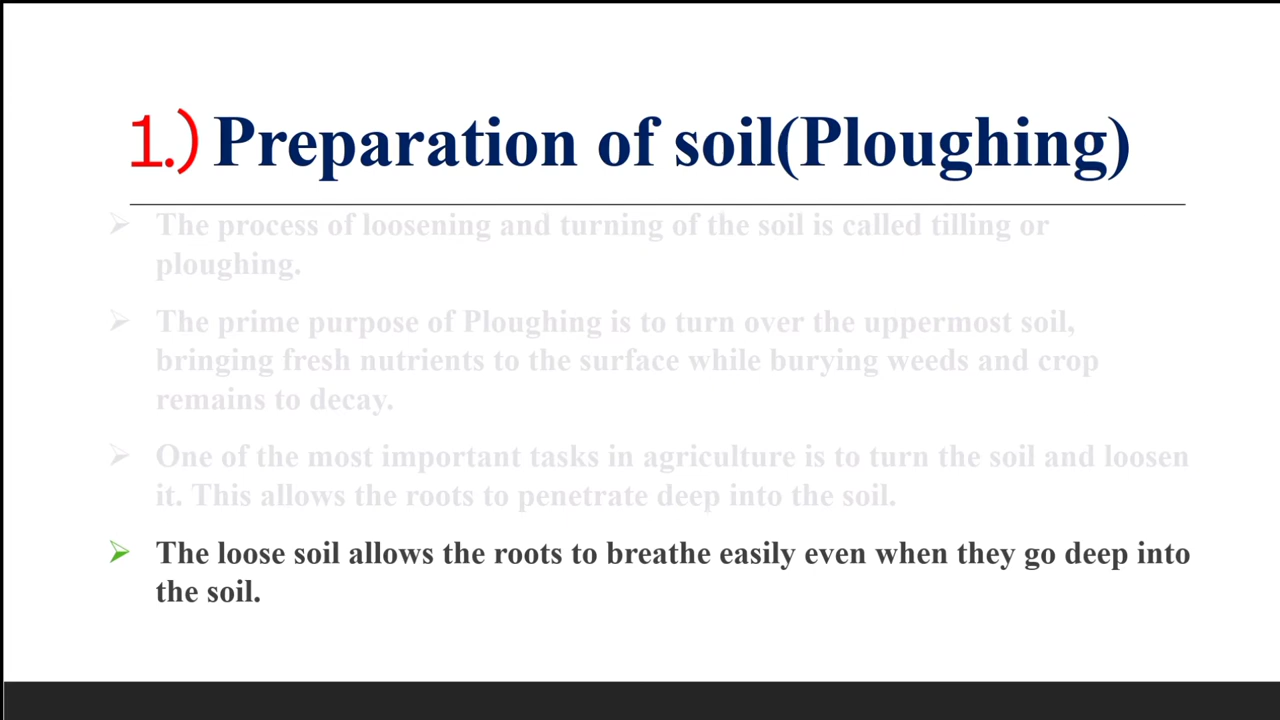 1.) Preparation of soil(Ploughing)
➢ The process of loosening and turning of the soil is called tilling or
ploughing.
➢ The prime purpose of Ploughing is to turn over the uppermost soil,
bringing fresh nutrients to the surface while burying weeds and crop
remains to decay.
➢ One of the most important tasks in agriculture is to turn the soil and loosen
it. This allows the roots to penetrate deep into the soil.
➢ The loose soil allows the roots to breathe easily even when they go deep into
the soil.